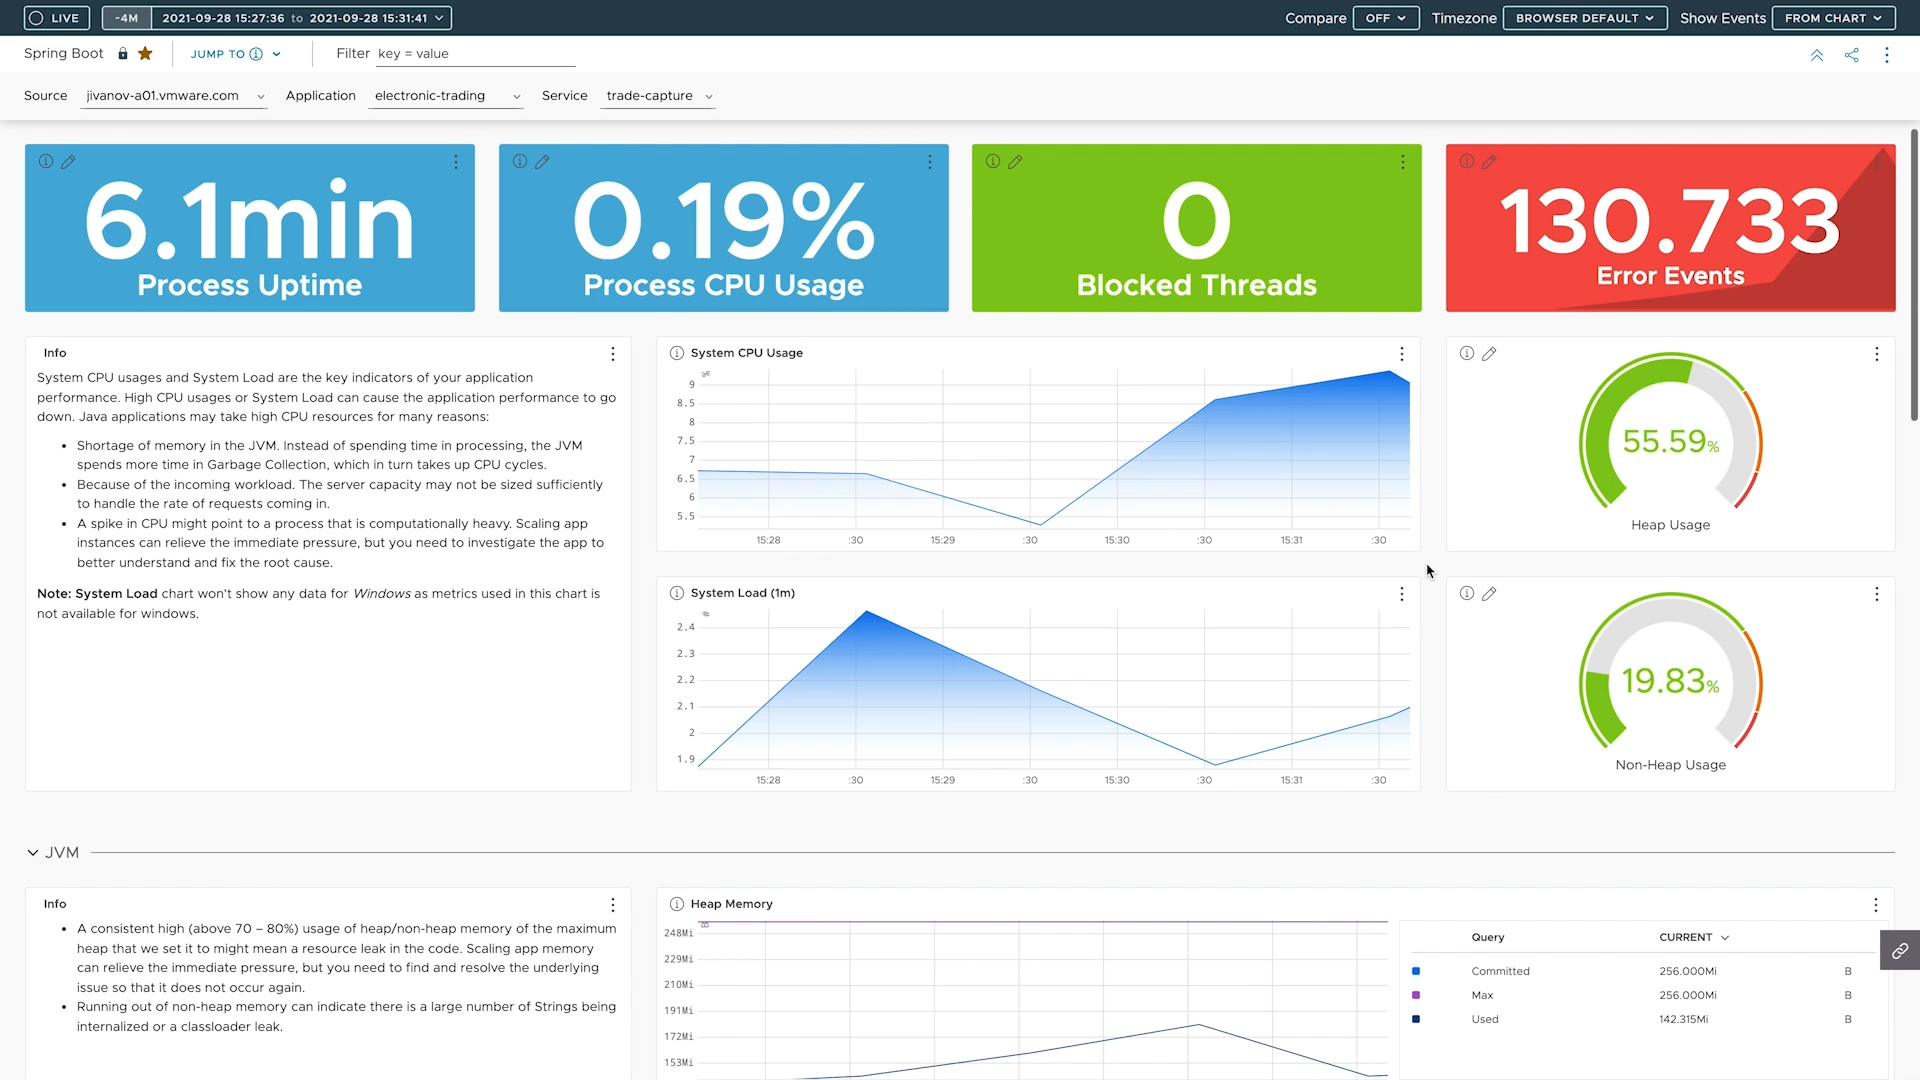 LIVE
-4M 2021-09-28 15:27:36 to 2021-09-28 15:31:41
Compare OFF Timezone BROWSER DEFAULT Show Events FROM CHART
Spring Boot JUMP TO Filter key = value
Source jivanov-a01.vmware.com Application electronic-trading Service trade-capture
6.1min
Process Uptime
0.19%
Process CPU Usage
0
Blocked Threads
130.733
Error Events
Info
System CPU usages and System Load are the key indicators of your application
performance. High CPU usages or System Load can cause the application performance to go
down. Java applications may take high CPU resources for many reasons:
• Shortage of memory in the JVM. Instead of spending time in processing, the JVM
spends more time in Garbage Collection, which in turn takes up CPU cycles.
• Because of the incoming workload. The server capacity may not be sized sufficiently
to handle the rate of requests coming in.
• A spike in CPU might point to a process that is computationally heavy. Scaling app
instances can relieve the immediate pressure, but you need to investigate the app to
better understand and fix the root cause.
Note: System Load chart won't show any data for Windows as metrics used in this chart is
not available for windows.
System CPU Usage
%
9
8.5
8
7.5
7
6.5
6
5.5
15:28 :30 15:29 :30 15:30 :30 15:31 :30
55.59%
Heap Usage
System Load (1m)
#
2.4
2.3
2.2
2.1
2
1.9
15:28 :30 15:29 :30 15:30 :30 15:31 :30
19.83%
Non-Heap Usage
JVM
Info
• A consistent high (above 70 – 80%) usage of heap/non-heap memory of the maximum
heap that we set it to might mean a resource leak in the code. Scaling app memory
can relieve the immediate pressure, but you need to find and resolve the underlying
issue so that it does not occur again.
• Running out of non-heap memory can indicate there is a large number of Strings being
internalized or a classloader leak.
Heap Memory
B
248Mi
229Mi
210Mi
191Mi
172Mi
153Mi
Query CURRENT
Committed 256.000Mi B
Max 256.000Mi B
Used 142.315Mi B